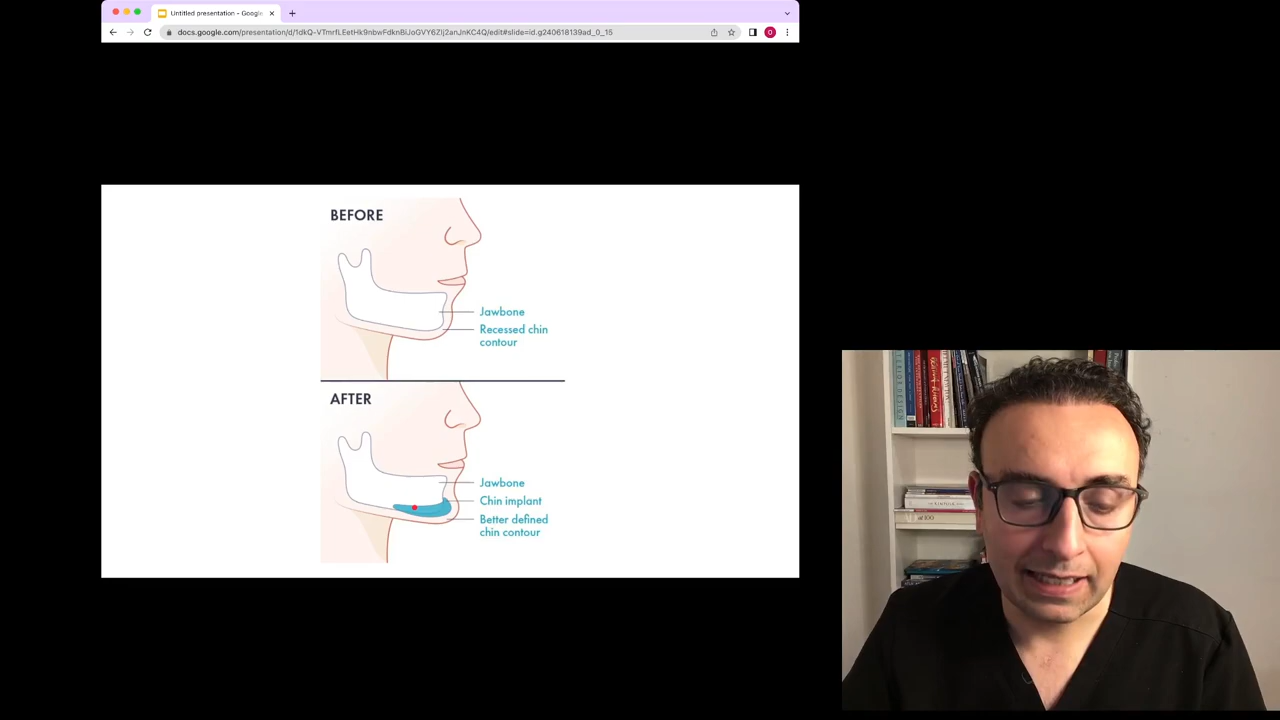 Untitled presentation - Google
docs.google.com/presentation/d/1dkQ-VTmrfLEetHk9nbwFdknBiJoGVY6Zlj2anJnKC4Q/edit#slide=id.g240618139ad_0_15
BEFORE
Jawbone
Recessed chin
contour
AFTER
Jawbone
Chin implant
Better defined
chin contour